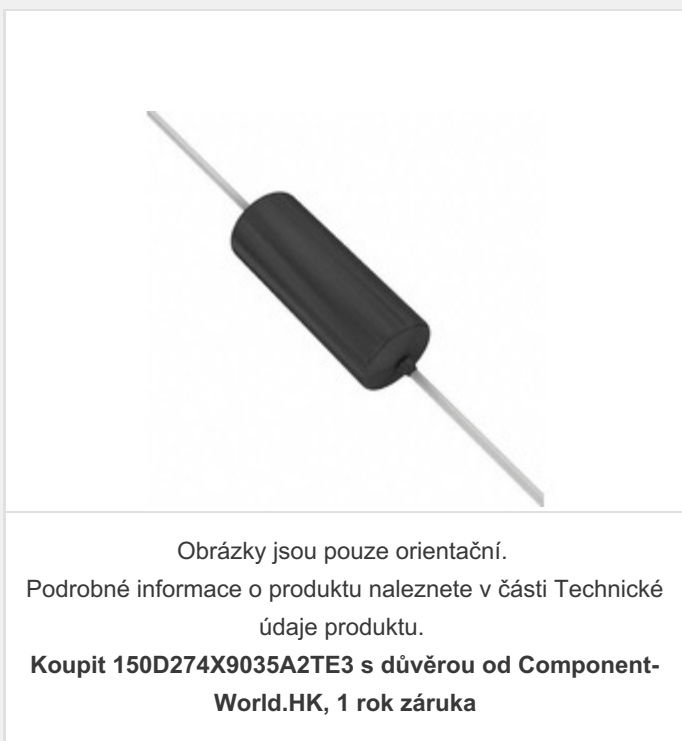 Obrázky jsou pouze orientační.
Podrobné informace o produktu naleznete v části Technické
údaje produktu.
Koupit 150D274X9035A2TE3 s důvěrou od Component-
World.HK, 1 rok záruka